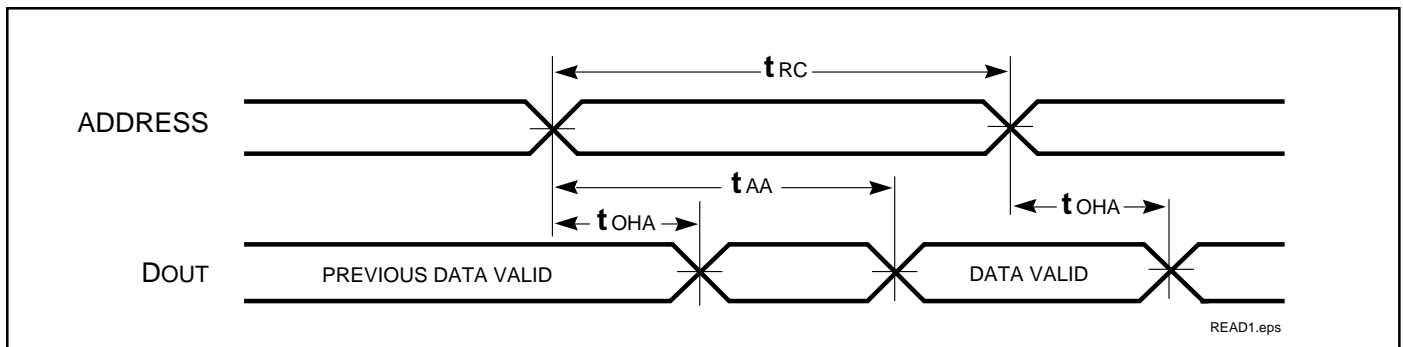 tRC
ADDRESS
tAA
tOHA
tOHA
DOUT
PREVIOUS DATA VALID
DATA VALID
READ1.eps